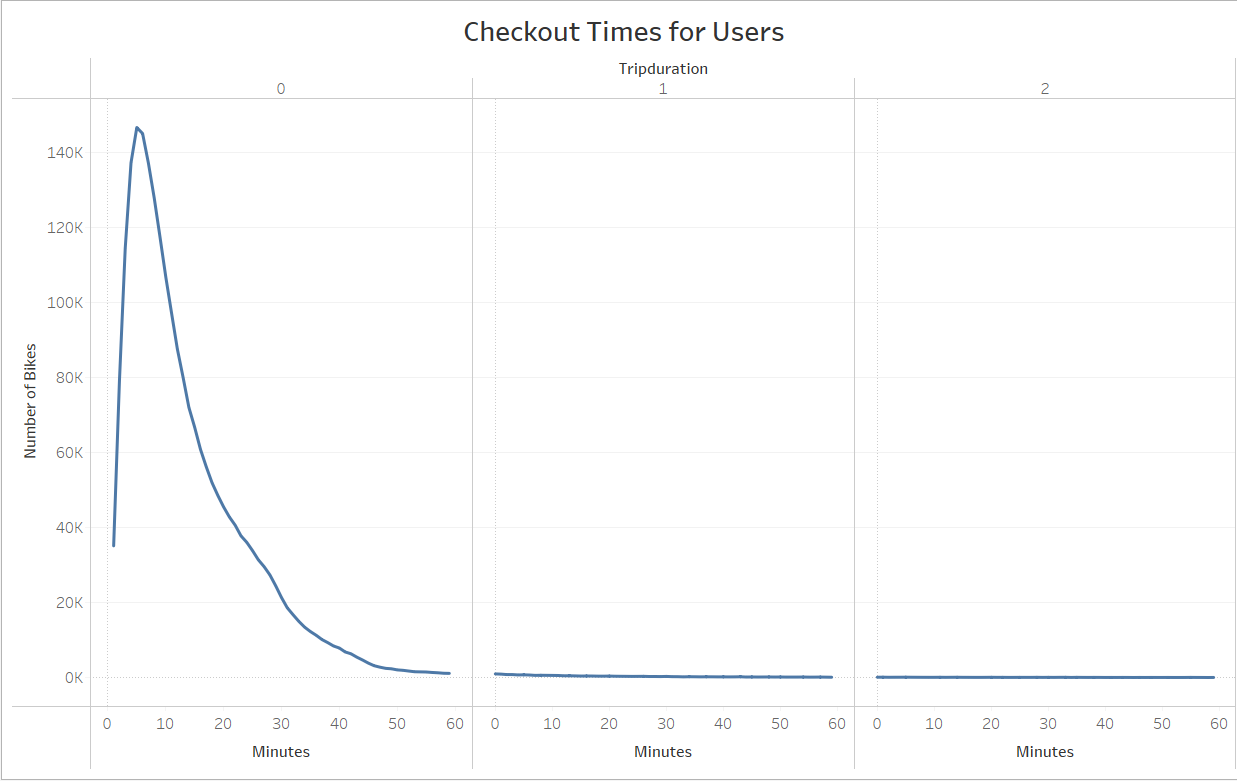 Checkout Times for Users
Tripduration
0 1 2
140K
120K
100K
80K
60K
40K
20K
0K
Number of Bikes
0 10 20 30 40 50 60 0 10 20 30 40 50 60 0 10 20 30 40 50 60
Minutes Minutes Minutes